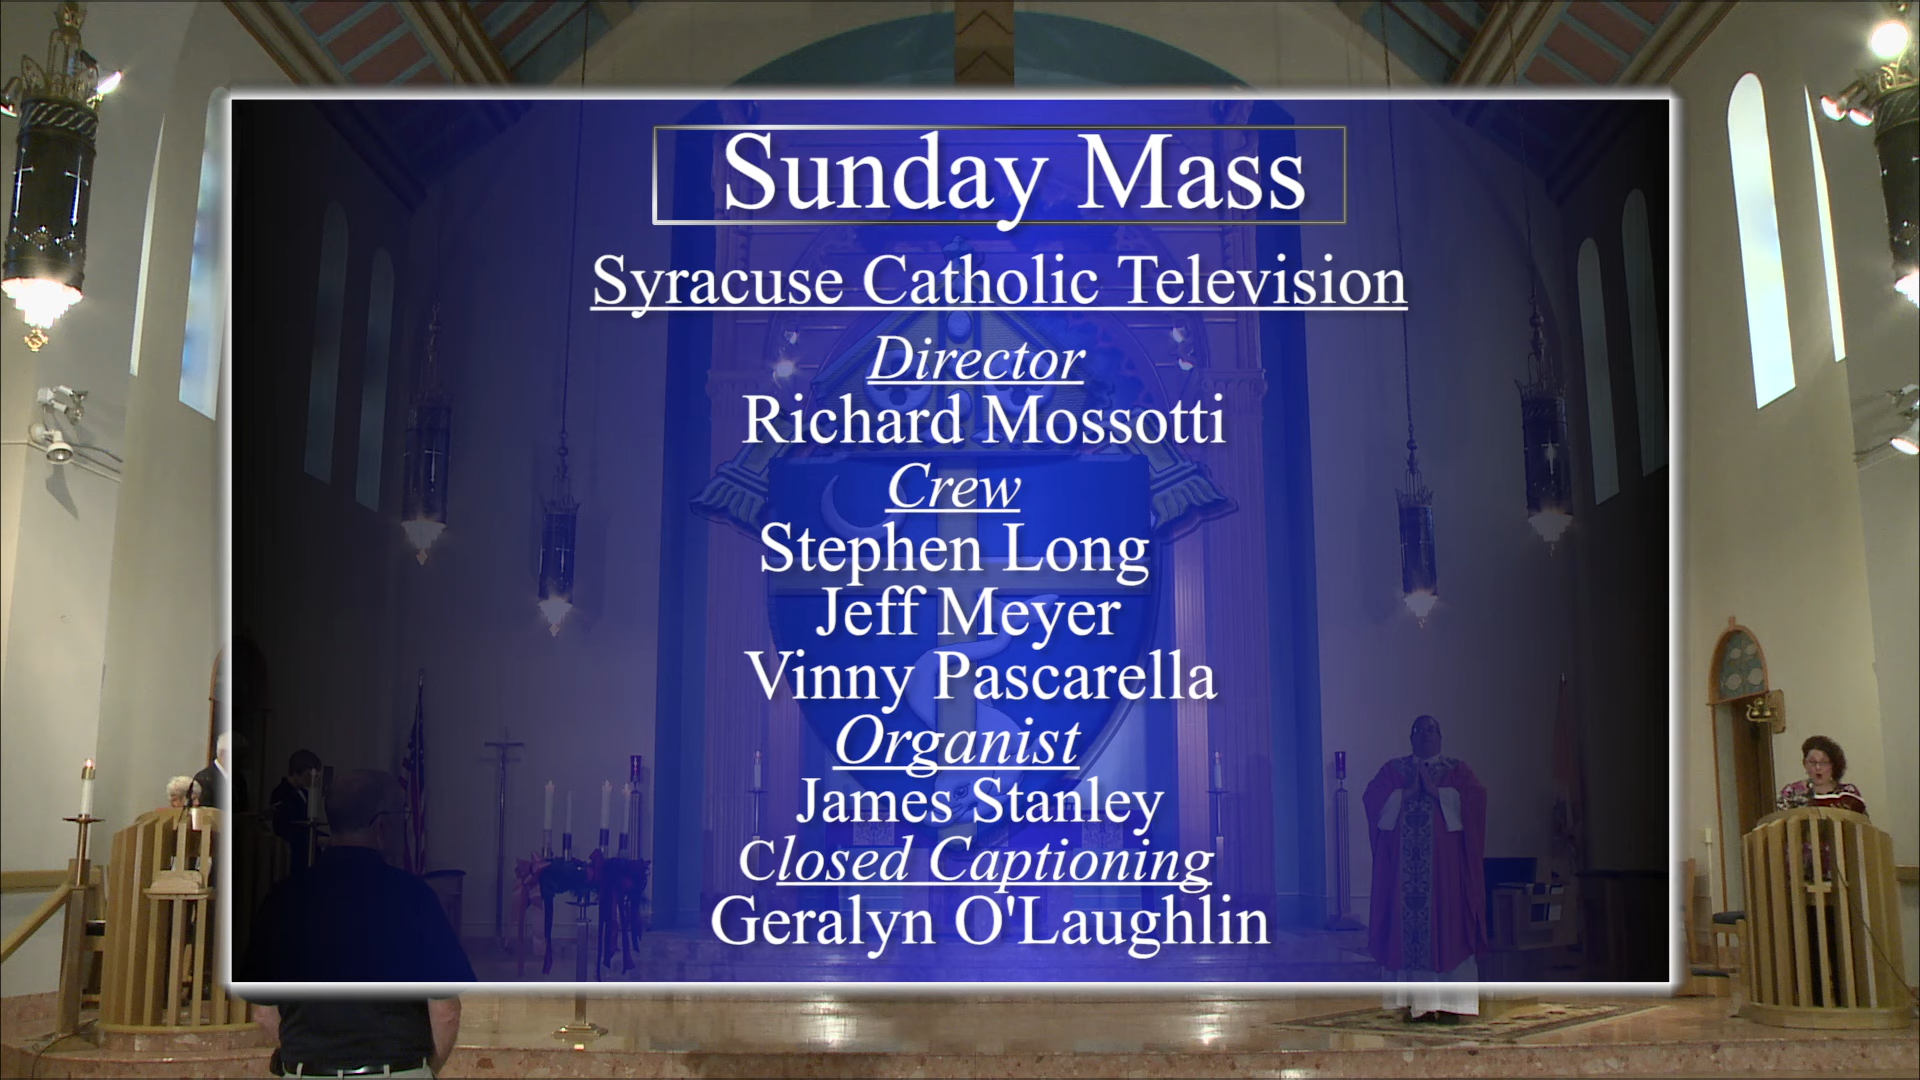 Sunday Mass
Syracuse Catholic Television
Director
Richard Mossotti
Crew
Stephen Long
Jeff Meyer
Vinny Pascarella
Organist
James Stanley
Closed Captioning
Geralyn O'Laughlin